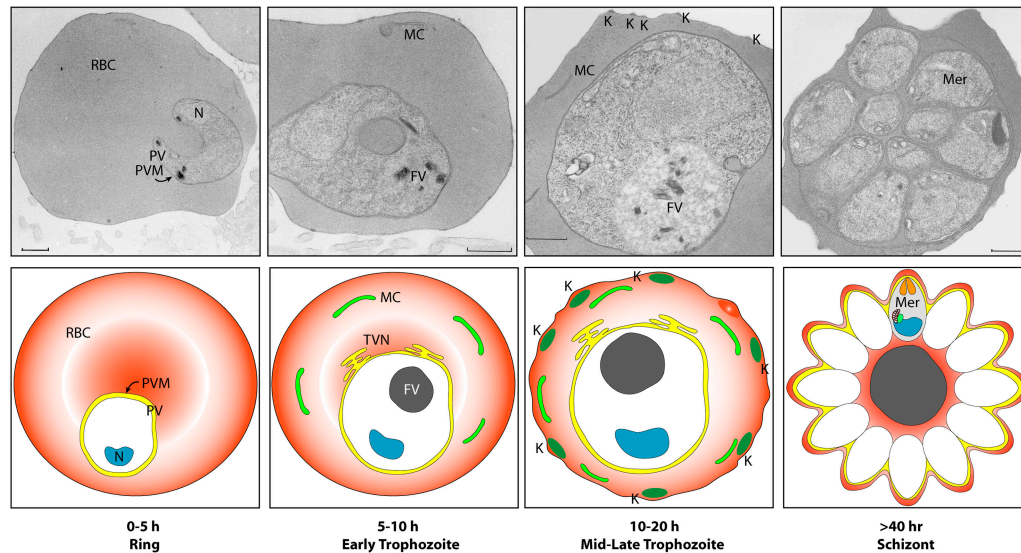 RBC
N
PV
PVM
MC
FV
K
K
K
K
K
MC
FV
Mer
RBC
PVM
PV
N
MC
TVN
FV
K
K
K
K
K
K
K
K
Mer
0-5 h
Ring
5-10 h
Early Trophozoite
10-20 h
Mid-Late Trophozoite
>40 hr
Schizont